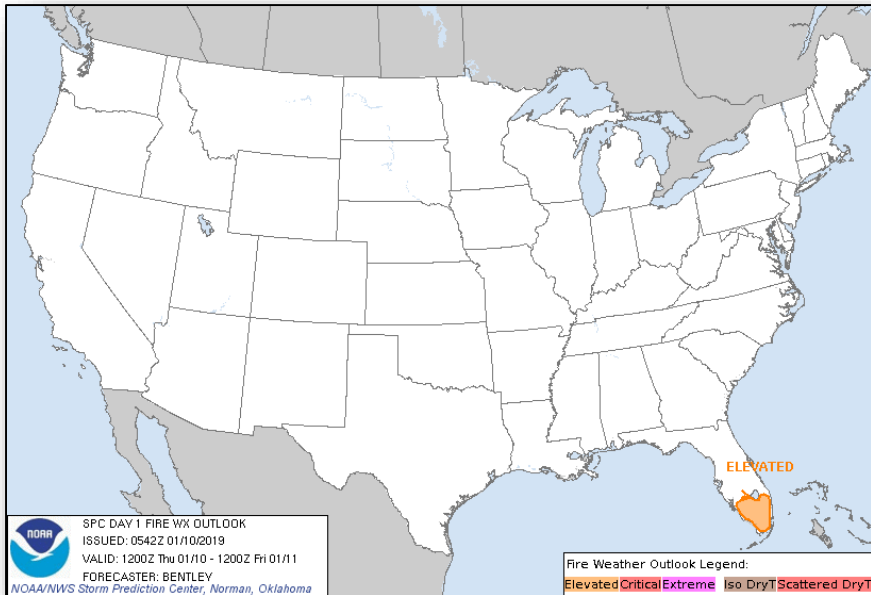 ELEVATED
NOAA
SPC DAY 1 FIRE WX OUTLOOK
ISSUED: 0542Z 01/10/2019
VALID: 1200Z Thu 01/10 - 1200Z Fri 01/11
FORECASTER: BENTLEY
NOAA/NWS Storm Prediction Center, Norman, Oklahoma
Fire Weather Outlook Legend:
Elevated Critical Extreme Iso DryT Scattered DryT